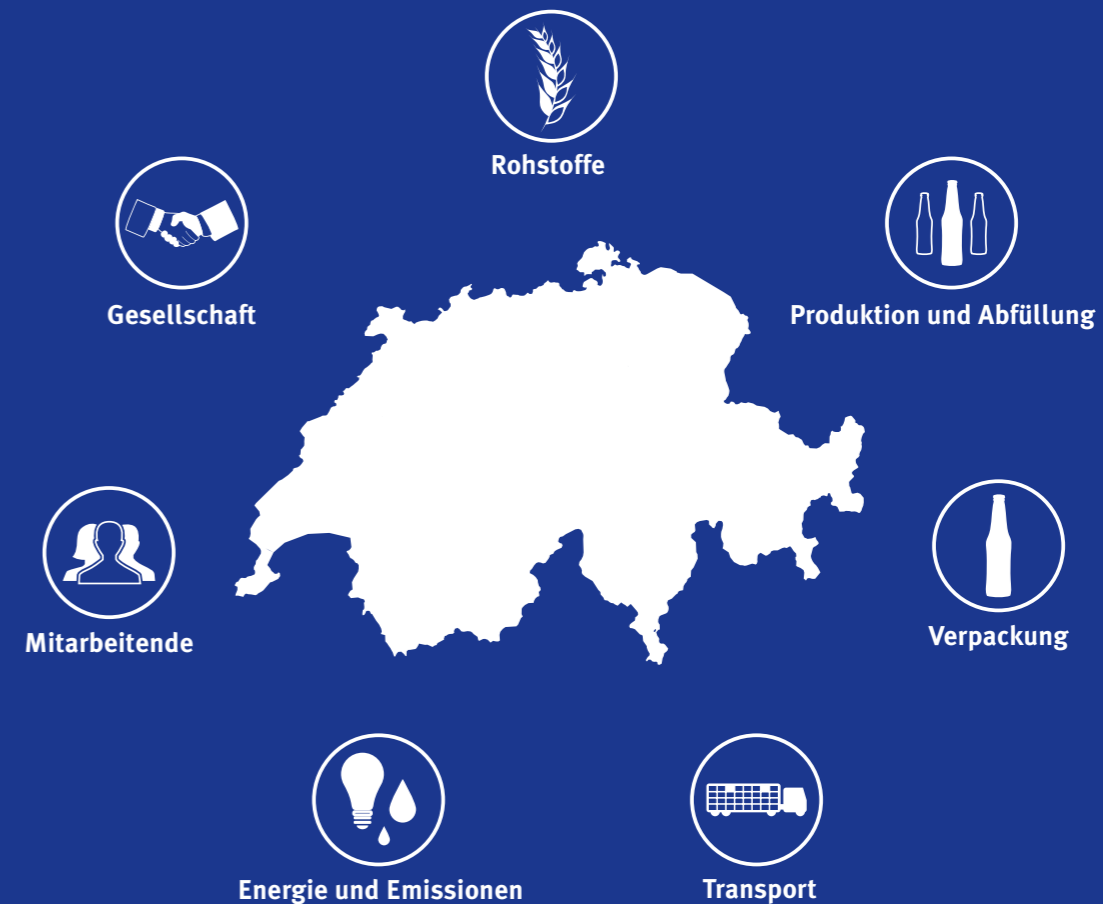 Rohstoffe
Gesellschaft
Produktion und Abfüllung
Mitarbeitende
Verpackung
Energie und Emissionen
Transport